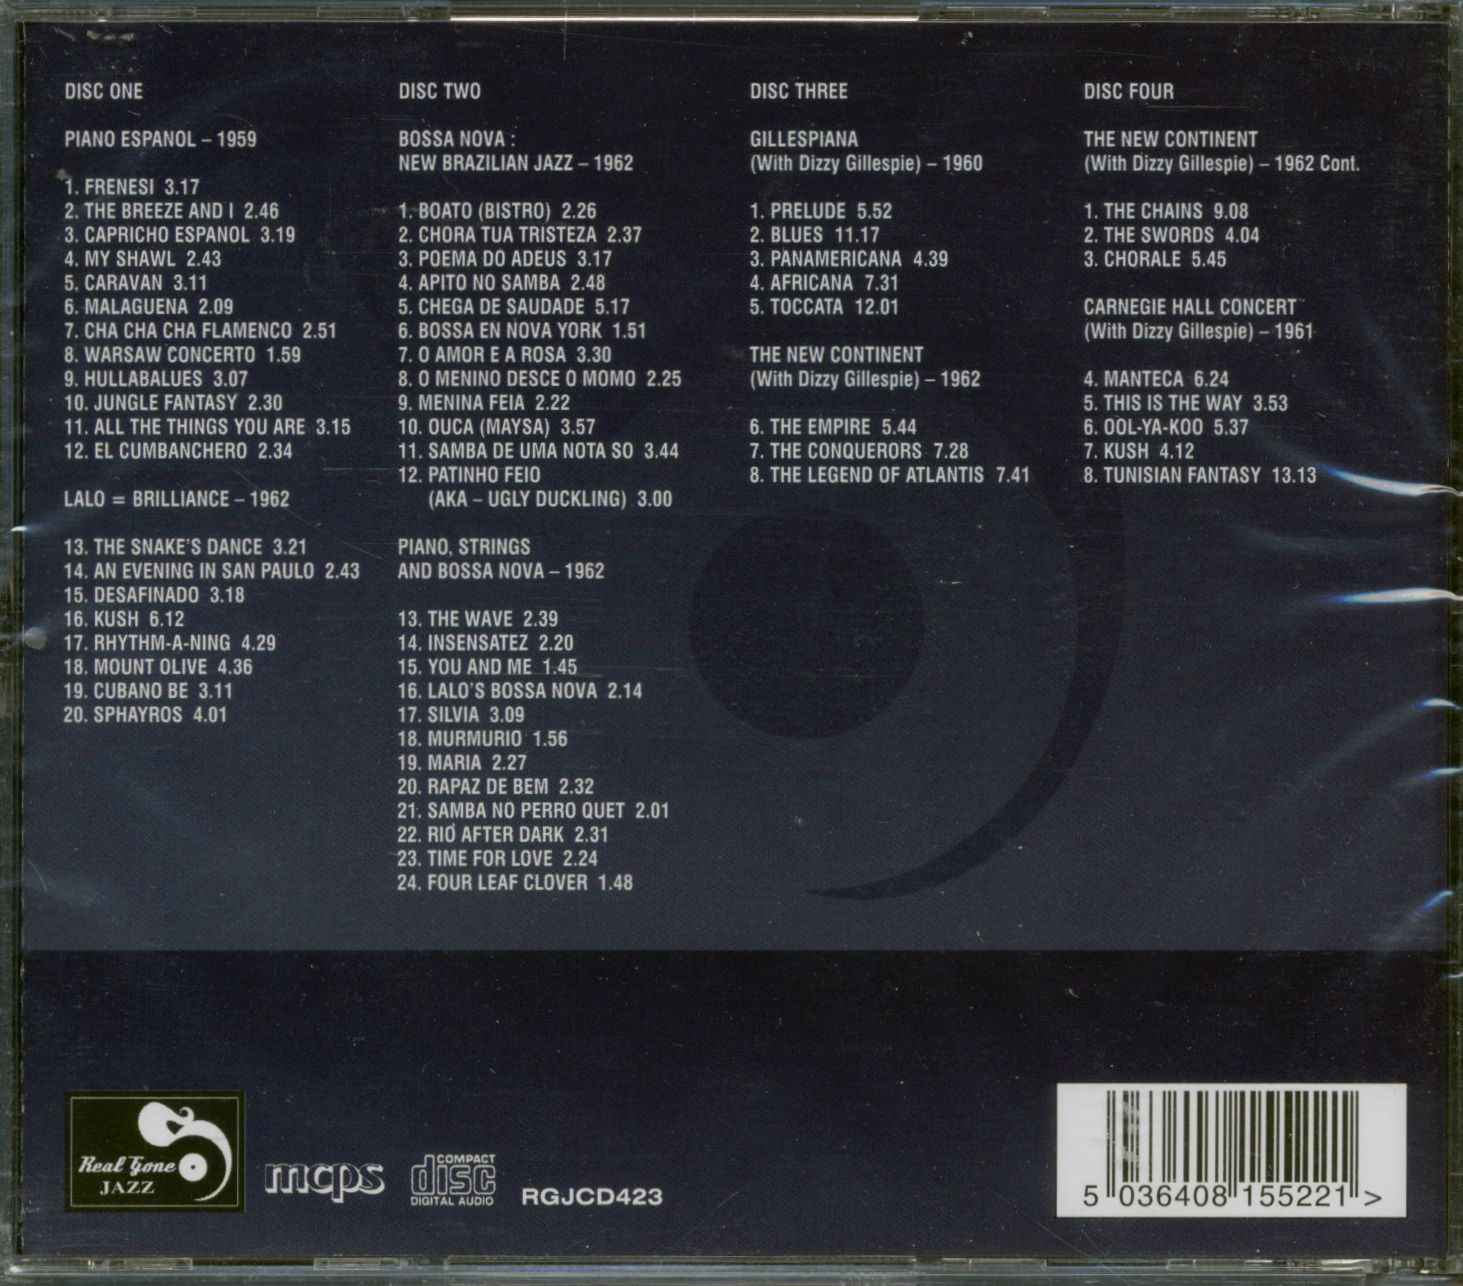 DISC ONE
PIANO ESPANOL – 1959
1. FRENESI 3.17
2. THE BREEZE AND I 2.46
3. CAPRICHO ESPANOL 3.19
4. MY SHAWL 2.43
5. CARAVAN 3.11
6. MALAGUENA 2.09
7. CHA CHA CHA FLAMENCO 2.51
8. WARSAW CONCERTO 1.59
9. HULLABALUES 3.07
10. JUNGLE FANTASY 2.30
11. ALL THE THINGS YOU ARE 3.15
12. EL CUMBANCHERO 2.34
LALO = BRILLIANCE – 1962
13. THE SNAKE'S DANCE 3.21
14. AN EVENING IN SAN PAULO 2.43
15. DESAFINADO 3.18
16. KUSH 6.12
17. RHYTHM-A-NING 4.29
18. MOUNT OLIVE 4.36
19. CUBANO BE 3.11
20. SPHAYROS 4.01
DISC TWO
BOSSA NOVA :
NEW BRAZILIAN JAZZ – 1962
1. BOATO (BISTRO) 2.26
2. CHORA TUA TRISTEZA 2.37
3. POEMA DO ADEUS 3.17
4. APITO NO SAMBA 2.48
5. CHEGA DE SAUDADE 5.17
6. BOSSA EN NOVA YORK 1.51
7. O AMOR E A ROSA 3.30
8. O MENINO DESCE O MOMO 2.25
9. MENINA FEIA 2.22
10. OUCA (MAYSA) 3.57
11. SAMBA DE UMA NOTA SO 3.44
12. PATINHO FEIO
(AKA – UGLY DUCKLING) 3.00
PIANO, STRINGS
AND BOSSA NOVA – 1962
13. THE WAVE 2.39
14. INSENSATEZ 2.20
15. YOU AND ME 1.45
16. LALO'S BOSSA NOVA 2.14
17. SILVIA 3.09
18. MURMURIO 1.56
19. MARIA 2.27
20. RAPAZ DE BEM 2.32
21. SAMBA NO PERRO QUET 2.01
22. RIO AFTER DARK 2.31
23. TIME FOR LOVE 2.24
24. FOUR LEAF CLOVER 1.48
DISC THREE
GILLESPIANA
(With Dizzy Gillespie) – 1960
1. PRELUDE 5.52
2. BLUES 11.17
3. PANAMERICANA 4.39
4. AFRICANA 7.31
5. TOCCATA 12.01
THE NEW CONTINENT
(With Dizzy Gillespie) – 1962
6. THE EMPIRE 5.44
7. THE CONQUERORS 7.28
8. THE LEGEND OF ATLANTIS 7.41
DISC FOUR
THE NEW CONTINENT
(With Dizzy Gillespie) – 1962 Cont.
1. THE CHAINS 9.08
2. THE SWORDS 4.04
3. CHORALE 5.45
CARNEGIE HALL CONCERT
(With Dizzy Gillespie) – 1961
4. MANTECA 6.24
5. THIS IS THE WAY 3.53
6. OOL-YA-KOO 5.37
7. KUSH 4.12
8. TUNISIAN FANTASY 13.13
Real Gone
JAZZ
mcps
COMPACT
disc
DIGITAL AUDIO
RGJCD423
5 036408 155221 >